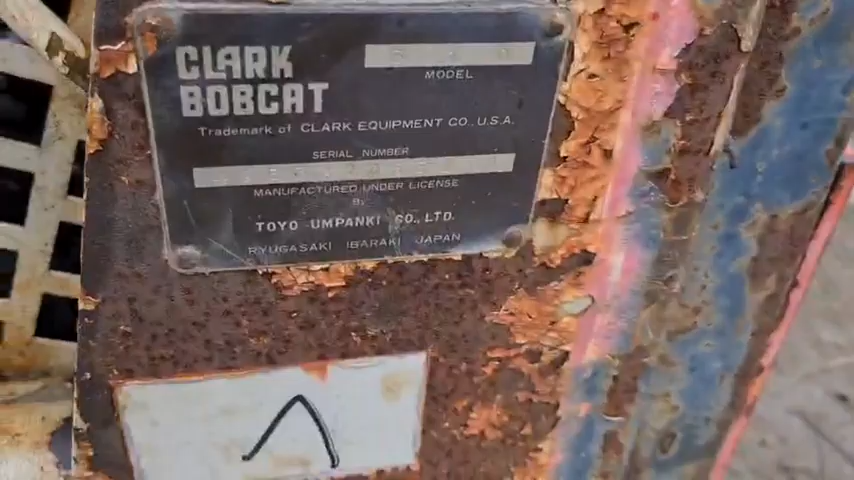 CLARK
BOBCAT
MODEL
Trademark of CLARK EQUIPMENT CO., U.S.A.
SERIAL NUMBER
MANUFACTURED UNDER LICENSE
By
TOYO UMPANKI CO., LTD.
RYUGASAKI IBARAKI JAPAN